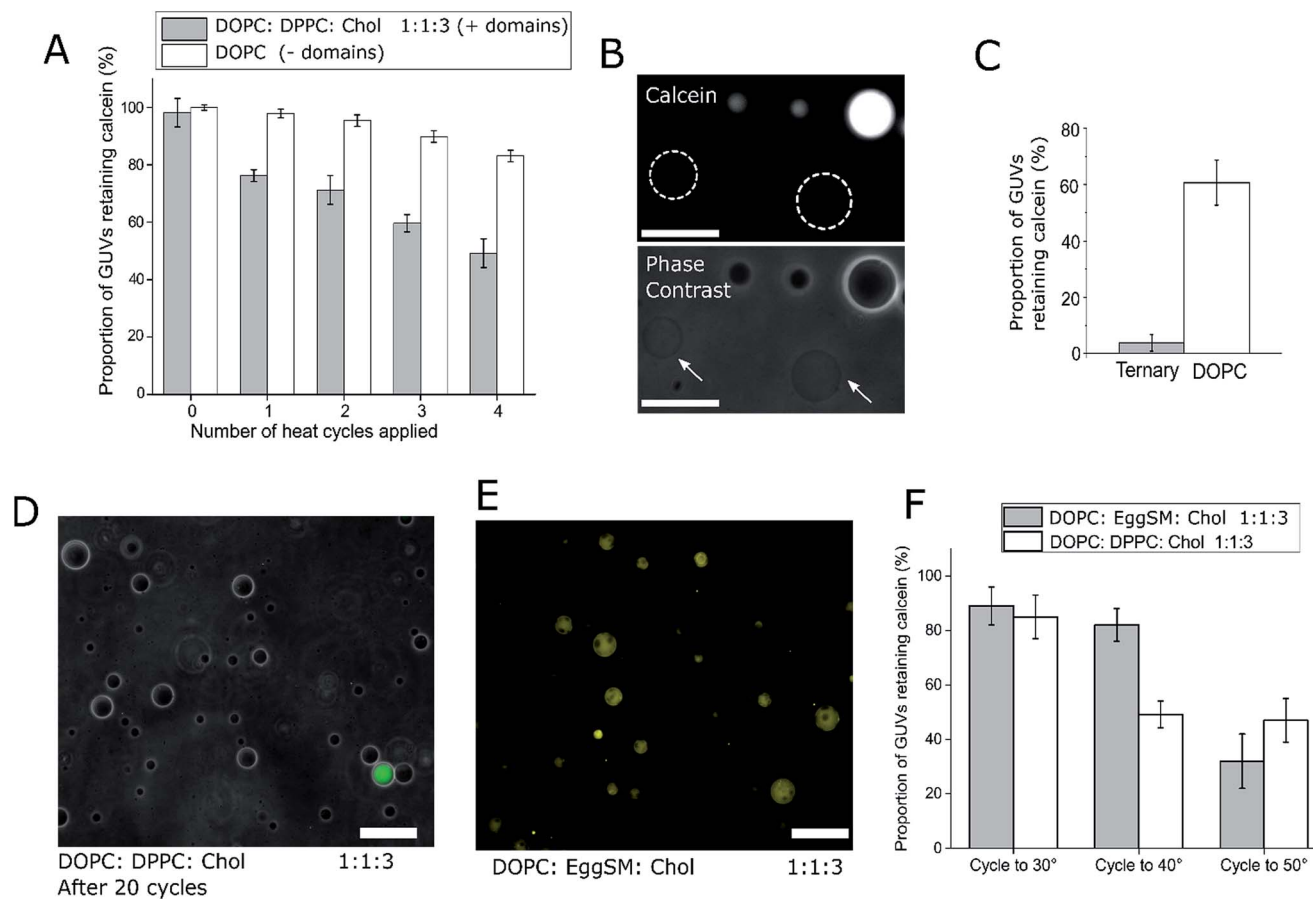 A
DOPC: DPPC: Chol 1:1:3 (+ domains)
DOPC (- domains)
Proportion of GUVs retaining calcein (%)
100
80
60
40
20
0
0 1 2 3 4
Number of heat cycles applied
B
Calcein
Phase
Contrast
C
Proportion of GUVs
retaining calcein (%)
80
60
40
20
0
Ternary DOPC
D
DOPC: DPPC: Chol 1:1:3
After 20 cycles
E
DOPC: EggSM: Chol 1:1:3
F
DOPC: EggSM: Chol 1:1:3
DOPC: DPPC: Chol 1:1:3
Proportion of GUVs retaining calcein (%)
100
80
60
40
20
0
Cycle to 30° Cycle to 40° Cycle to 50°